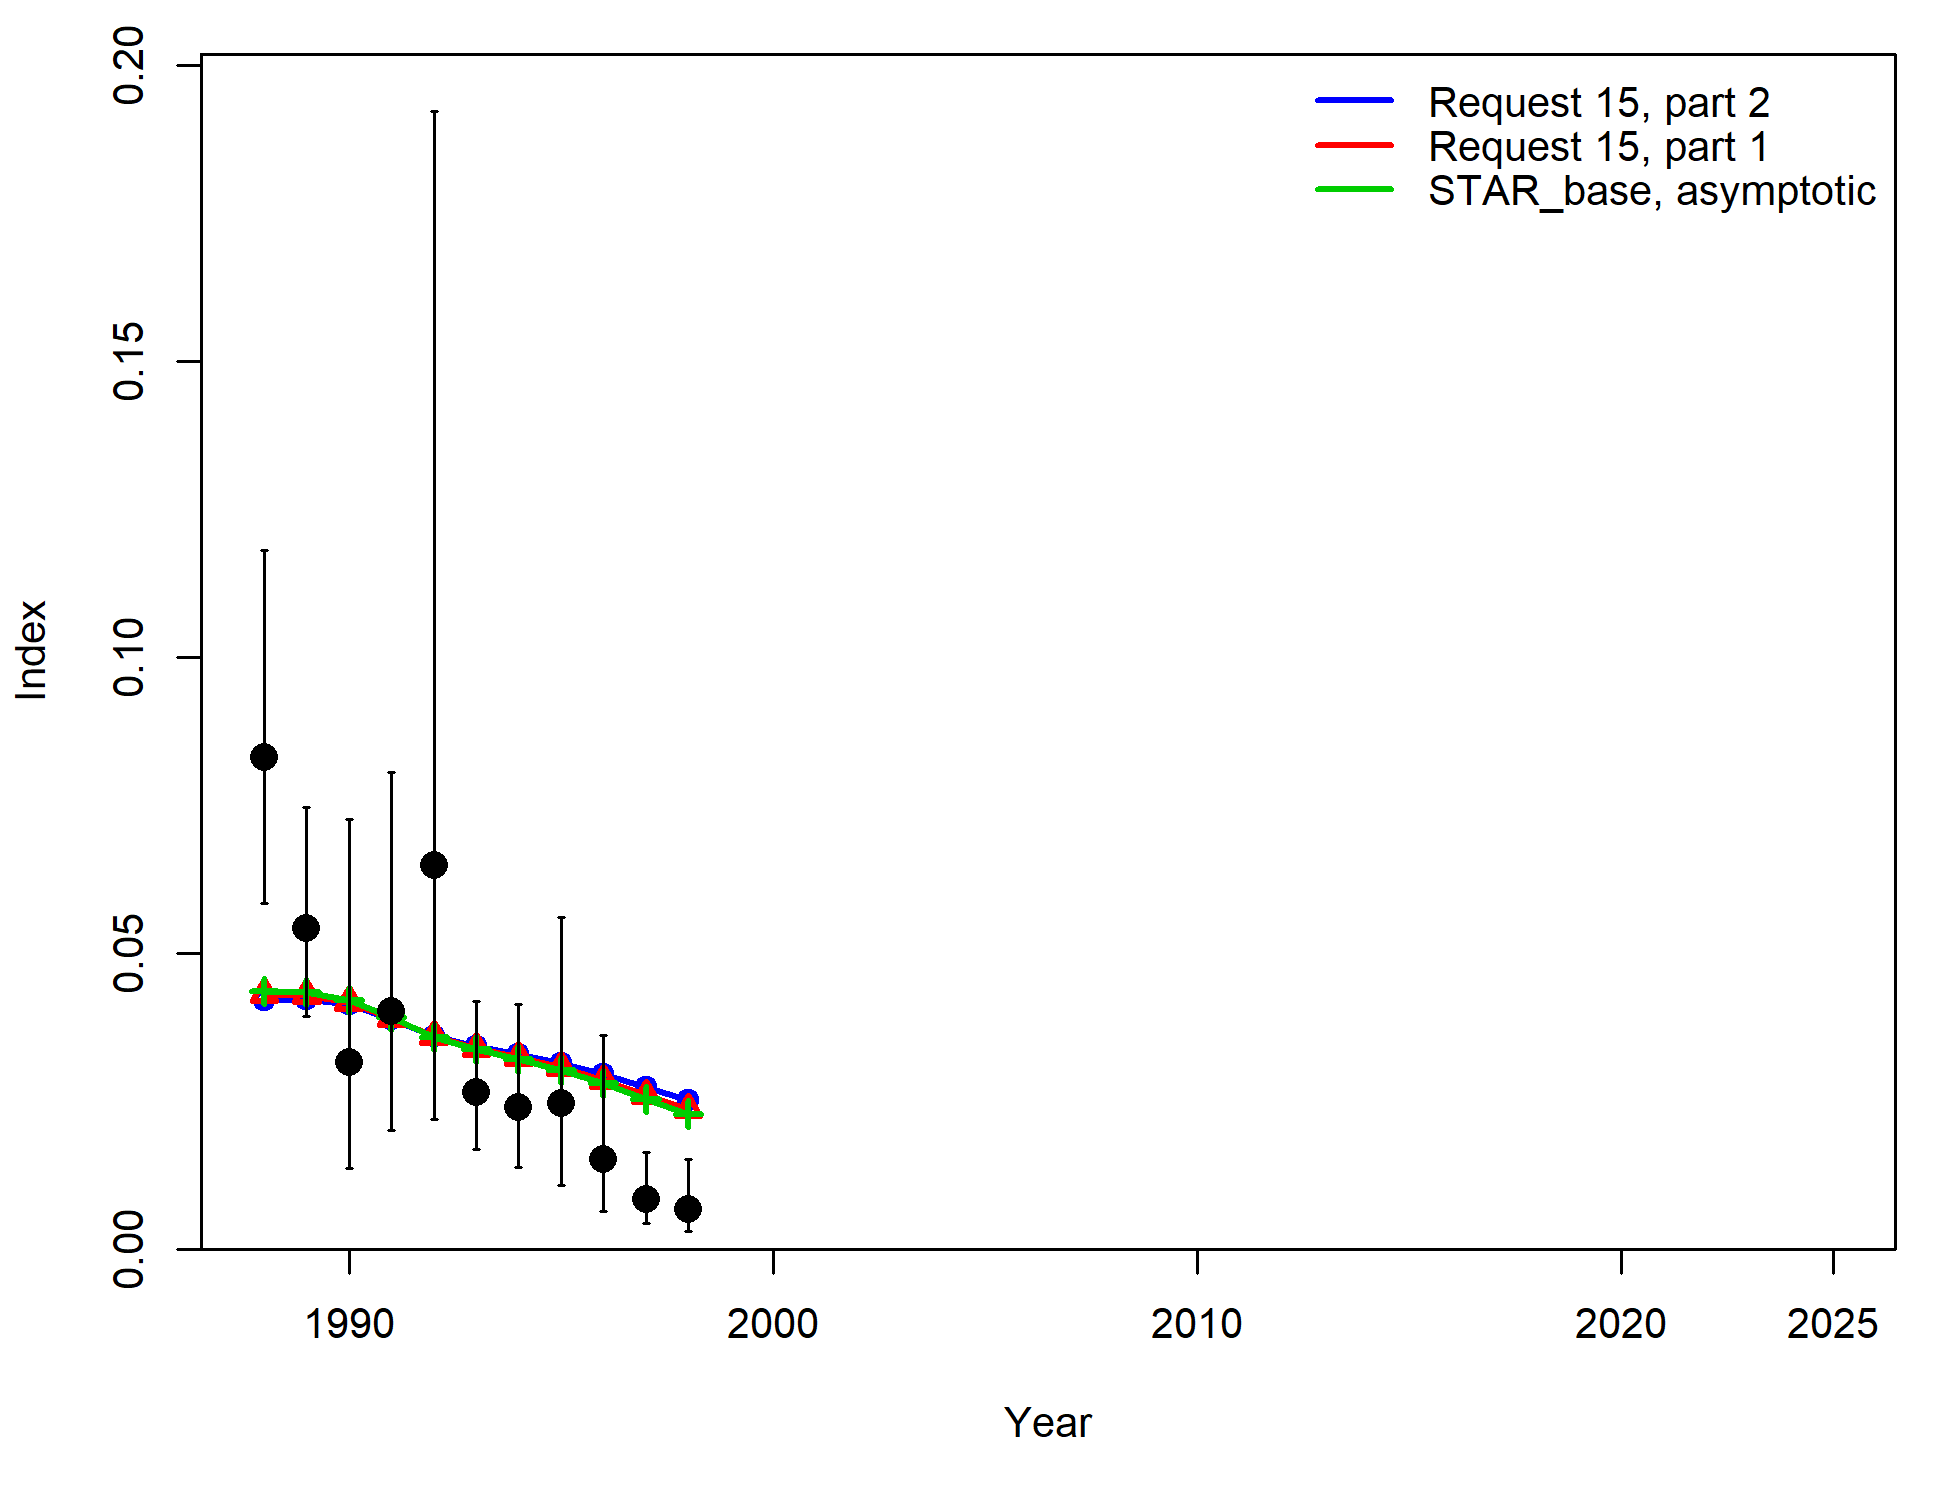 Request 15, part 2
Request 15, part 1
STAR_base, asymptotic
0.20
0.15
0.10
0.05
0.00
Index
1990
2000
2010
2020
2025
Year